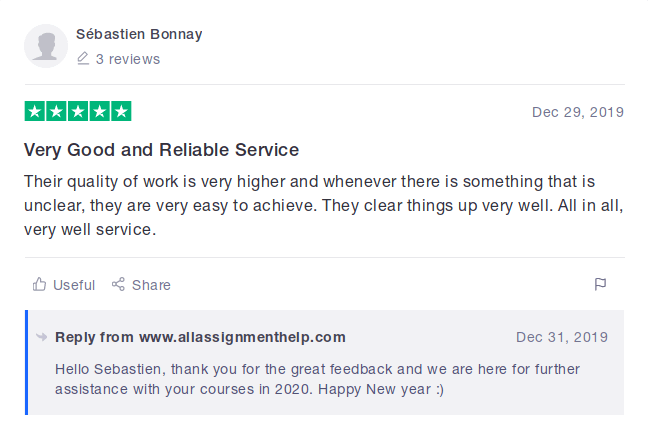 Sébastien Bonnay
3 reviews
Dec 29, 2019
Very Good and Reliable Service
Their quality of work is very higher and whenever there is something that is
unclear, they are very easy to achieve. They clear things up very well. All in all,
very well service.
Useful Share
Reply from www.allassignmenthelp.com Dec 31, 2019
Hello Sebastien, thank you for the great feedback and we are here for further
assistance with your courses in 2020. Happy New year :)